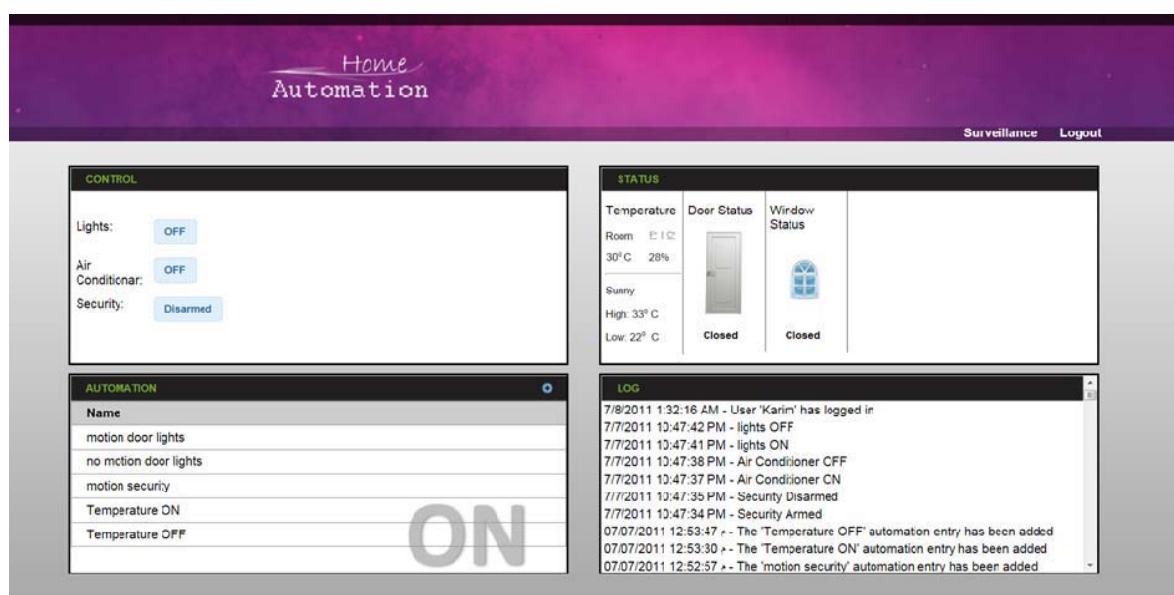 Home
Automation
Surveillance Logout
CONTROL
Lights: OFF
Air
Conditionar: OFF
Security: Disarmed
STATUS
Temperature
Room
30° C 28%
Sunny
High: 33° C
Low: 22° C
Door Status
Closed
Window
Status
Closed
AUTOMATION
Name
motion door lights
no motion door lights
motion security
Temperature ON
Temperature OFF
ON
LOG
7/8/2011 1:32:16 AM - User 'Karim' has logged in
7/7/2011 10:47:42 PM - lights OFF
7/7/2011 10:47:41 PM - lights ON
7/7/2011 10:47:38 PM - Air Conditioner OFF
7/7/2011 10:47:37 PM - Air Conditioner ON
7/7/2011 10:47:35 PM - Security Disarmed
7/7/2011 10:47:34 PM - Security Armed
07/07/2011 12:53:47 م - The 'Temperature OFF' automation entry has been added
07/07/2011 12:53:30 م - The 'Temperature ON' automation entry has been added
07/07/2011 12:52:57 م - The 'motion security' automation entry has been added